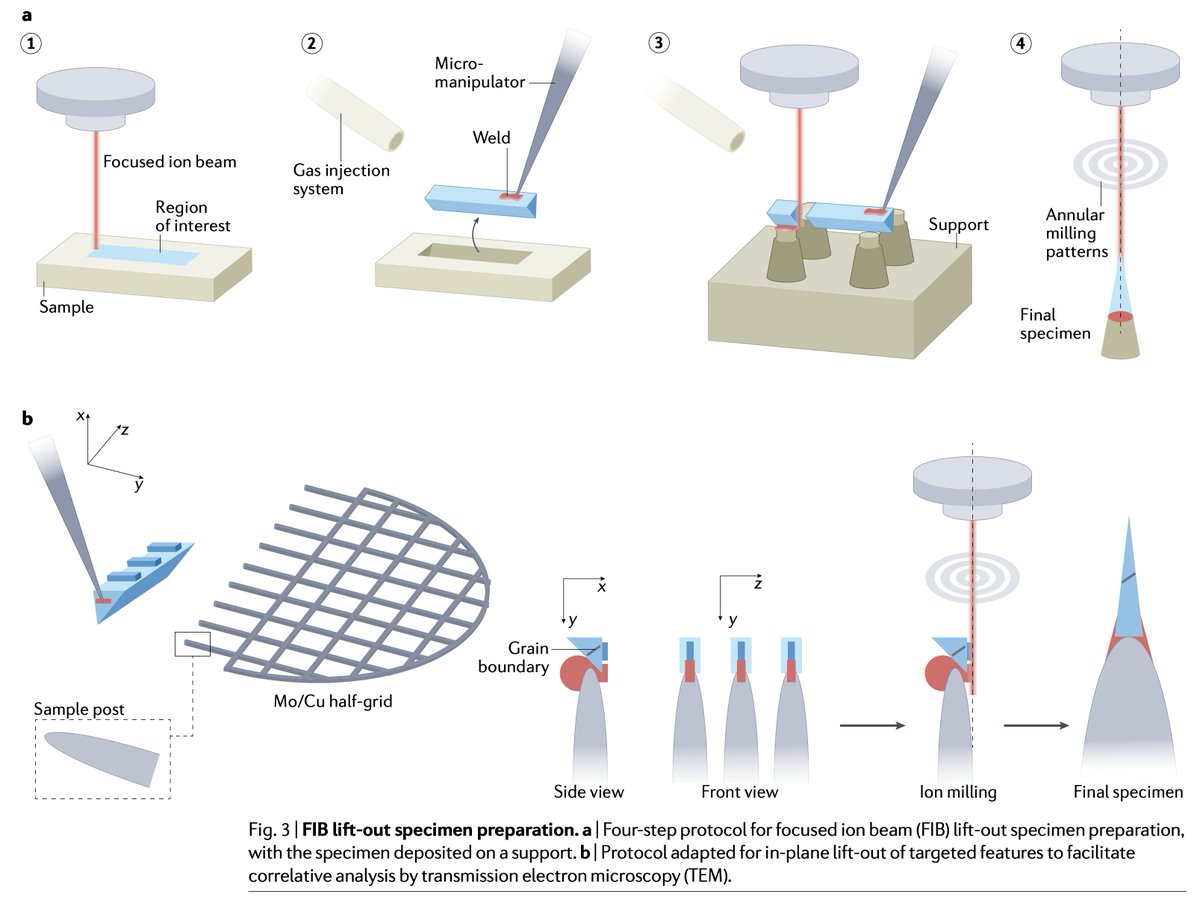 a
1
2
3
4
Focused ion beam
Region
of interest
Sample
Micro-
manipulator
Weld
Gas injection
system
Support
Annular
milling
patterns
Final
specimen
b
x
z
y
Sample post
Mo/Cu half-grid
x
y
Grain
boundary
Side view
z
y
Front view
Ion milling
Final specimen
Fig. 3 | FIB lift-out specimen preparation. a | Four-step protocol for focused ion beam (FIB) lift-out specimen preparation,
with the specimen deposited on a support. b | Protocol adapted for in-plane lift-out of targeted features to facilitate
correlative analysis by transmission electron microscopy (TEM).